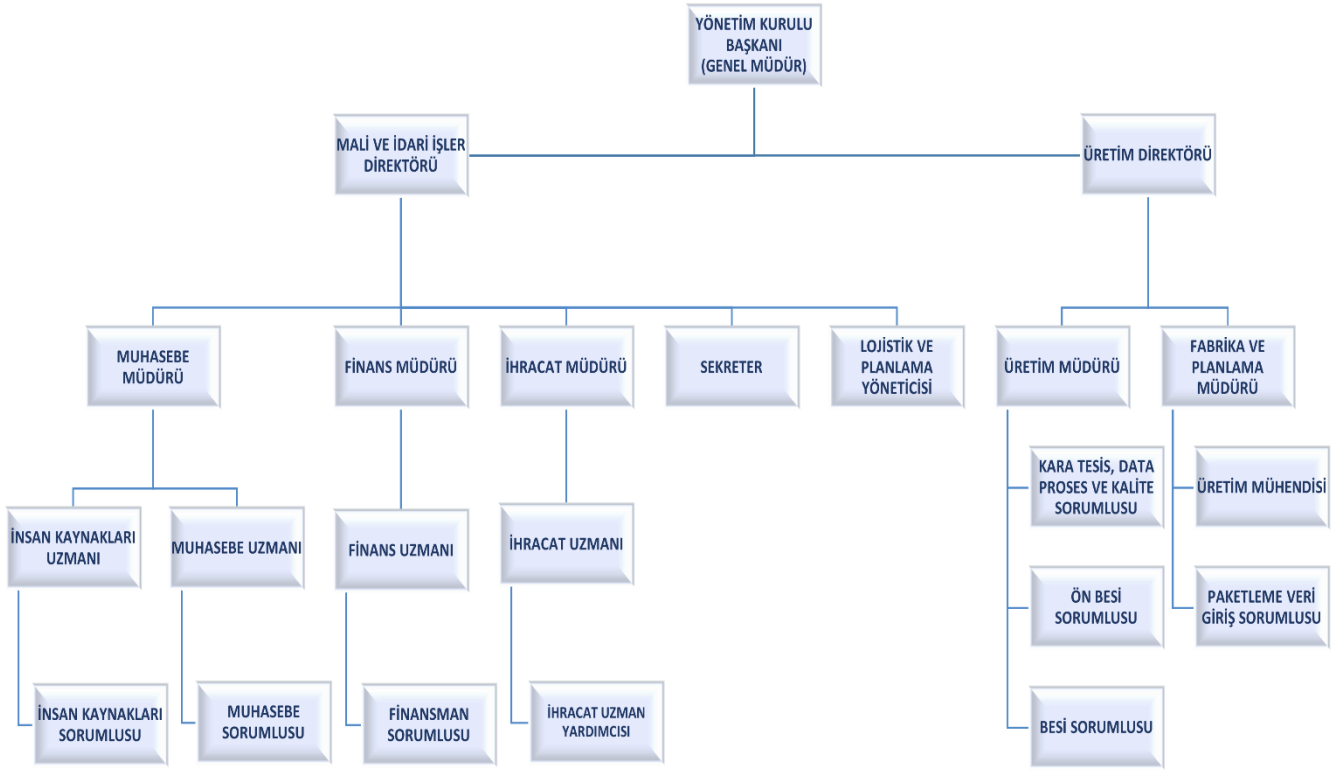 YÖNETİM KURULU
BAŞKANI
(GENEL MÜDÜR)
MALİ VE İDARİ İŞLER
DİREKTÖRÜ
ÜRETİM DİREKTÖRÜ
MUHASEBE
MÜDÜRÜ
FİNANS MÜDÜRÜ
İHRACAT MÜDÜRÜ
SEKRETER
LOJİSTİK VE
PLANLAMA
YÖNETİCİSİ
ÜRETİM MÜDÜRÜ
FABRİKA VE
PLANLAMA
MÜDÜRÜ
KARA TESİS, DATA
PROSES VE KALİTE
SORUMLUSU
ÜRETİM MÜHENDİSİ
İNSAN KAYNAKLARI
UZMANI
MUHASEBE UZMANI
FİNANS UZMANI
İHRACAT UZMANI
ÖN BESİ
SORUMLUSU
PAKETLEME VERİ
GİRİŞ SORUMLUSU
İNSAN KAYNAKLARI
SORUMLUSU
MUHASEBE
SORUMLUSU
FİNANSMAN
SORUMLUSU
İHRACAT UZMAN
YARDIMCISI
BESİ SORUMLUSU